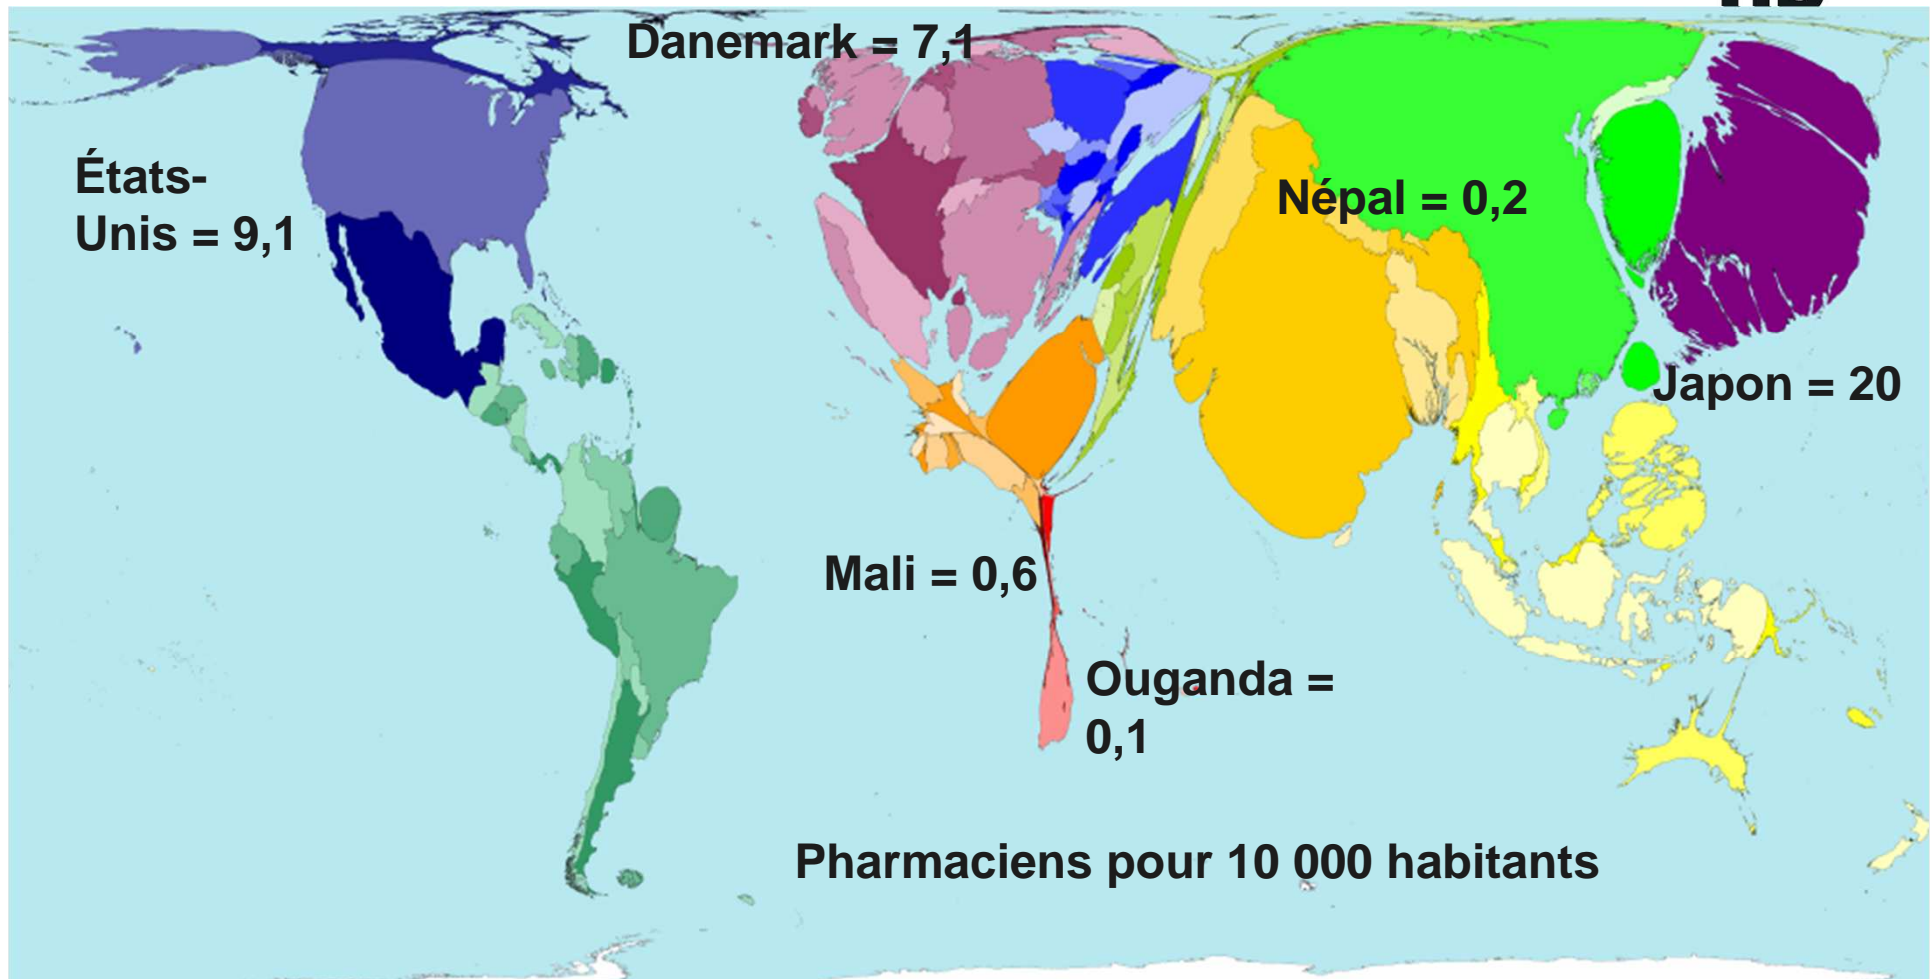 Danemark = 7,1
États-
Unis = 9,1
Népal = 0,2
Japon = 20
Mali = 0,6
Ouganda =
0,1
Pharmaciens pour 10 000 habitants